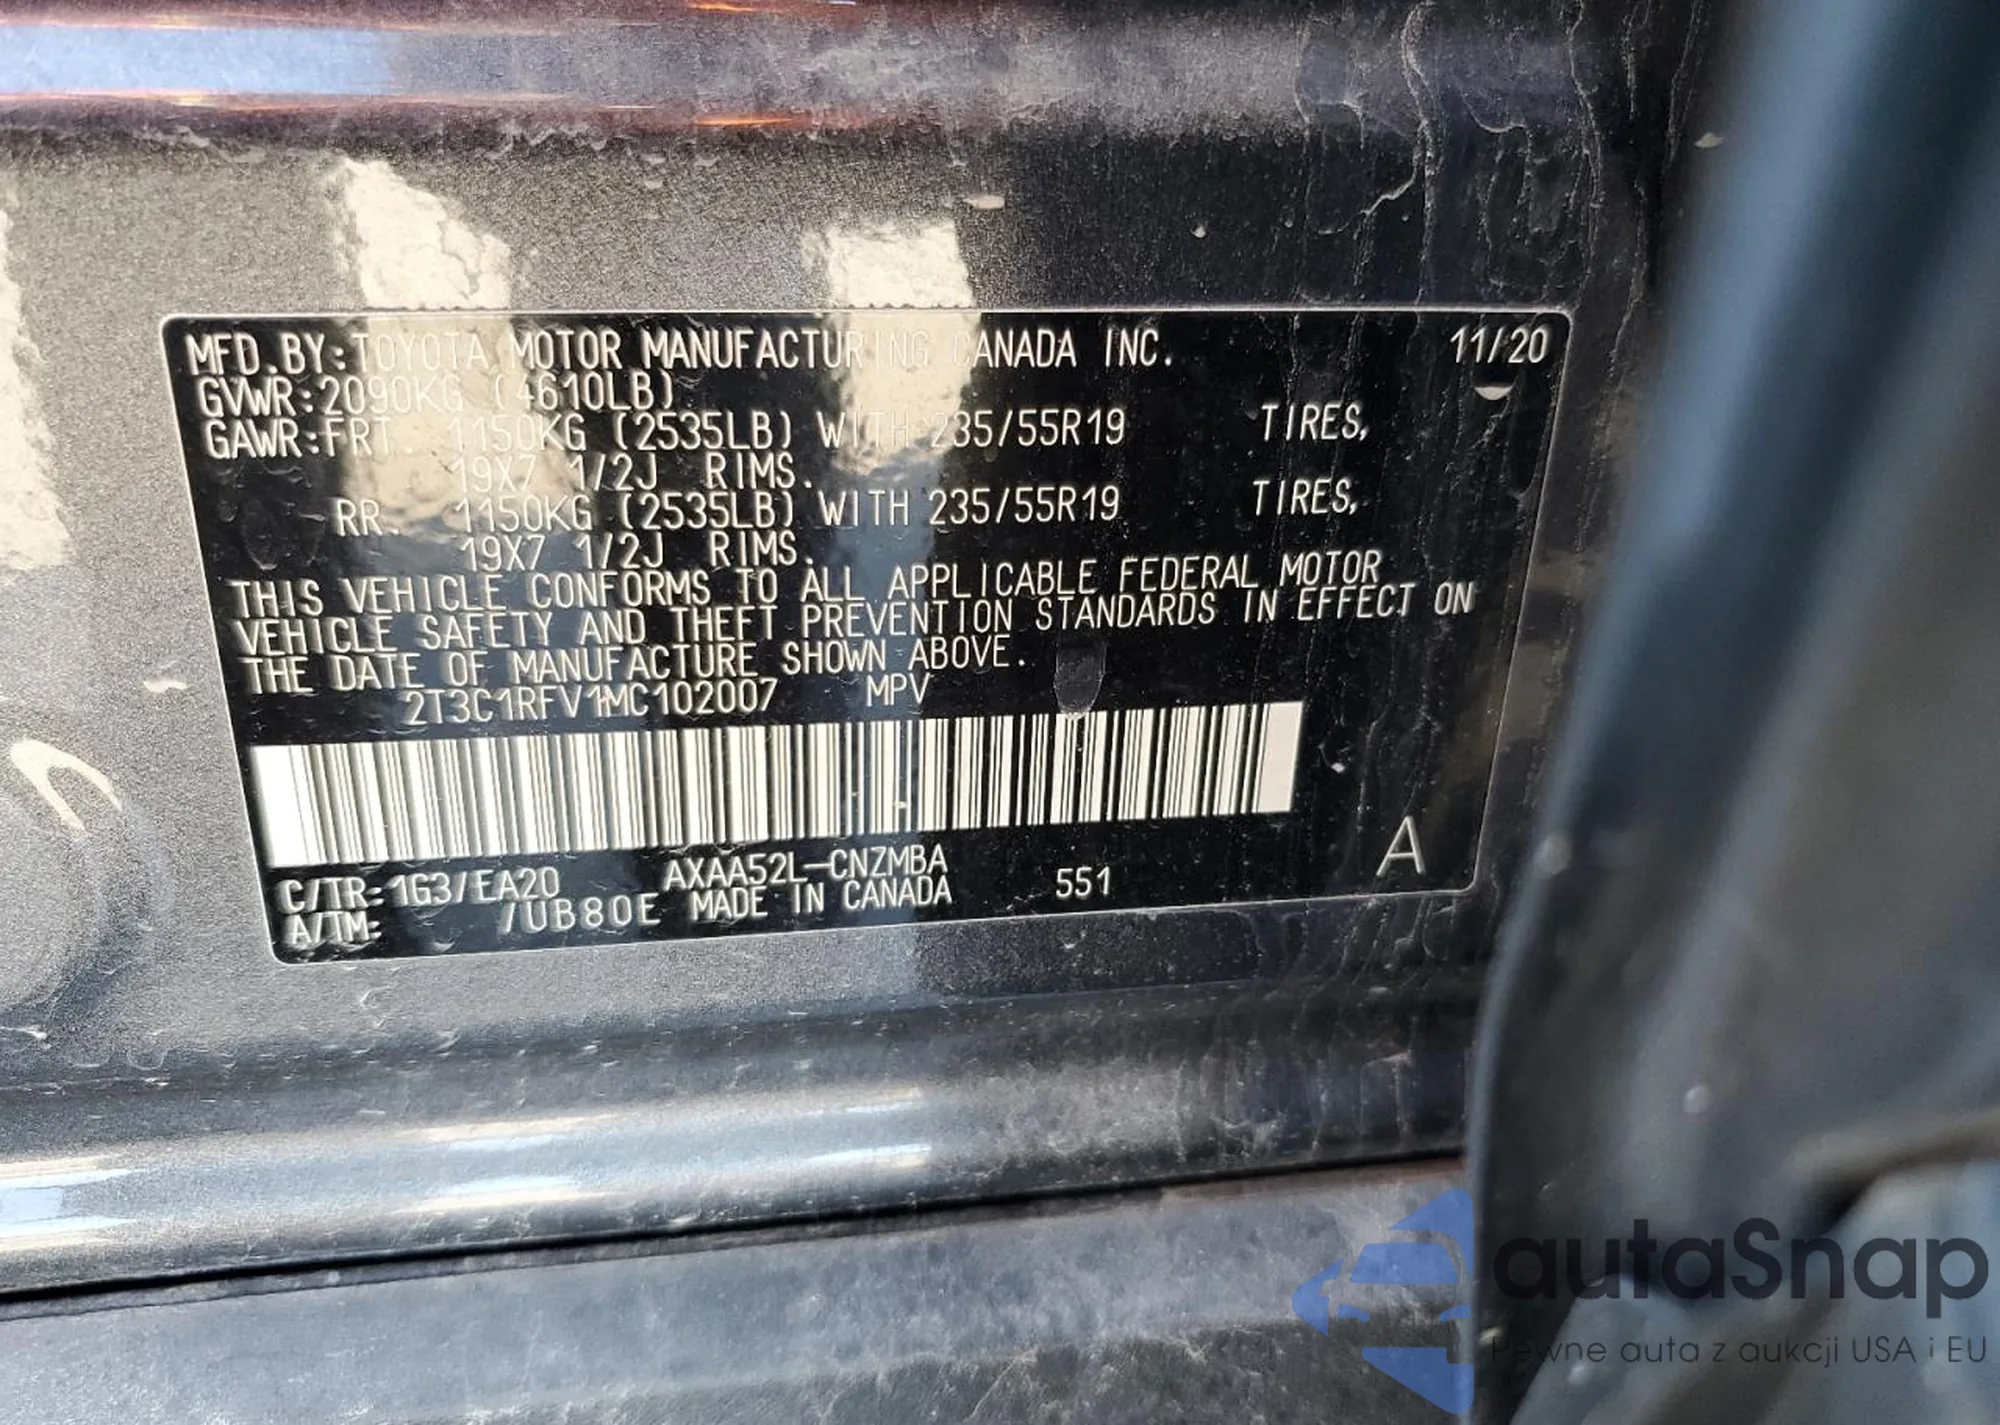 MFD.BY:TOYOTA MOTOR MANUFACTURING CANADA INC. 11/20
GVWR:2090KG (4610LB)
GAWR:FRT. 1150KG (2535LB) WITH 235/55R19 TIRES,
19X7 1/2J RIMS.
RR. 1150KG (2535LB) WITH 235/55R19 TIRES,
19X7 1/2J RIMS.
THIS VEHICLE CONFORMS TO ALL APPLICABLE FEDERAL MOTOR
VEHICLE SAFETY AND THEFT PREVENTION STANDARDS IN EFFECT ON
THE DATE OF MANUFACTURE SHOWN ABOVE.
2T3C1RFV1MC102007 MPV
C/TR:1G3/EA20 AXAA52L-CNZMBA 551 A
A/TM: /UB80E MADE IN CANADA
autaSnap
Pewne auta z aukcji USA i EU